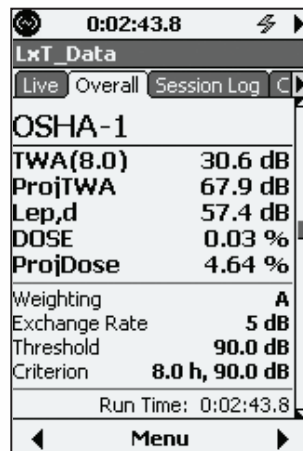 0:02:43.8
LxT_Data
Live Overall Session Log C
OSHA-1
TWA(8.0) 30.6 dB
ProjTWA 67.9 dB
Lep,d 57.4 dB
DOSE 0.03 %
ProjDose 4.64 %
Weighting A
Exchange Rate 5 dB
Threshold 90.0 dB
Criterion 8.0 h, 90.0 dB
Run Time: 0:02:43.8
Menu